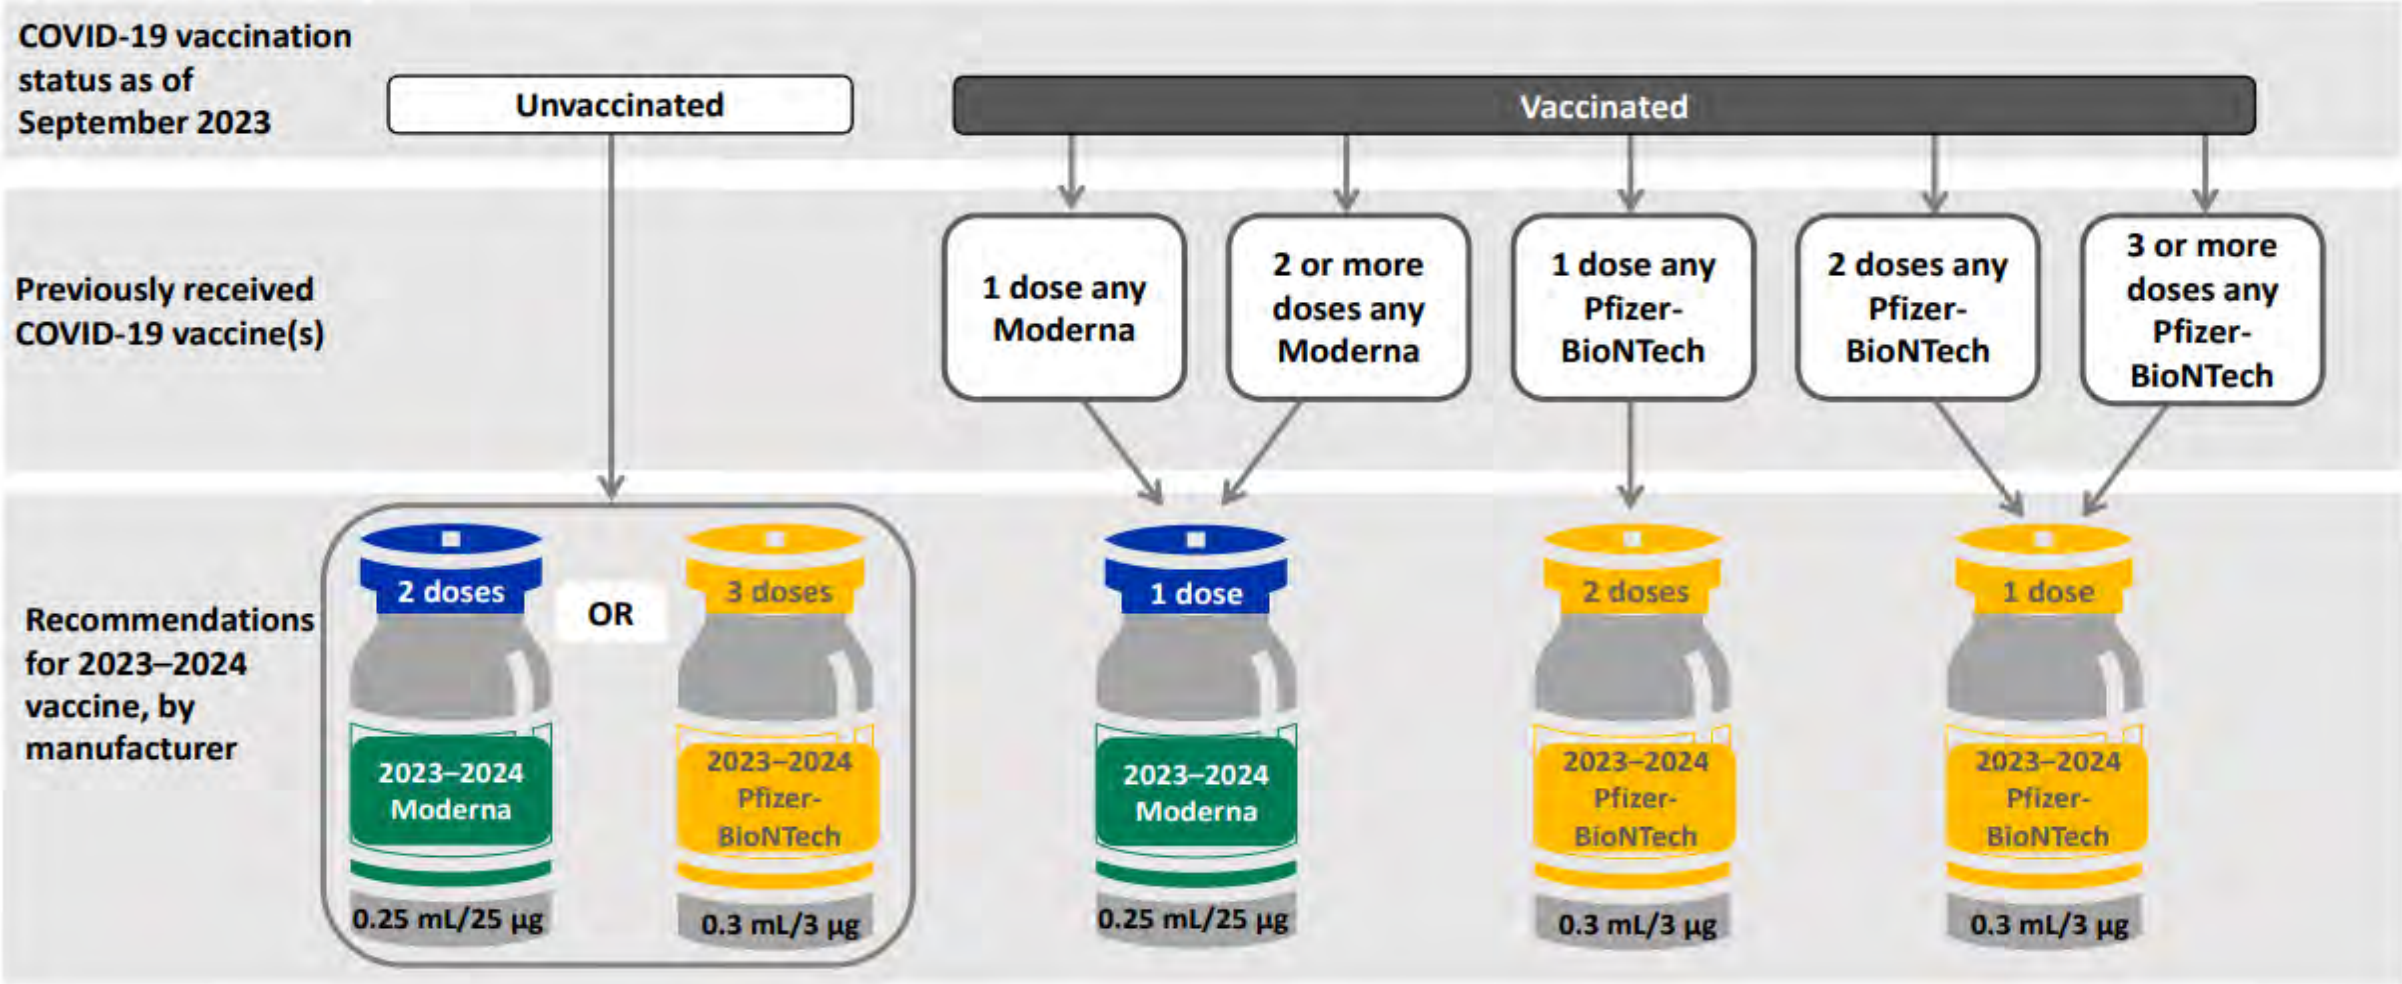 COVID-19 vaccination
status as of
September 2023
Unvaccinated
Vaccinated
Previously received
COVID-19 vaccine(s)
1 dose any
Moderna
2 or more
doses any
Moderna
1 dose any
Pfizer-
BioNTech
2 doses any
Pfizer-
BioNTech
3 or more
doses any
Pfizer-
BioNTech
Recommendations
for 2023–2024
vaccine, by
manufacturer
2 doses
2023–2024
Moderna
0.25 mL/25 µg
OR
3 doses
2023–2024
Pfizer-
BioNTech
0.3 mL/3 µg
1 dose
2023–2024
Moderna
0.25 mL/25 µg
2 doses
2023–2024
Pfizer-
BioNTech
0.3 mL/3 µg
1 dose
2023–2024
Pfizer-
BioNTech
0.3 mL/3 µg